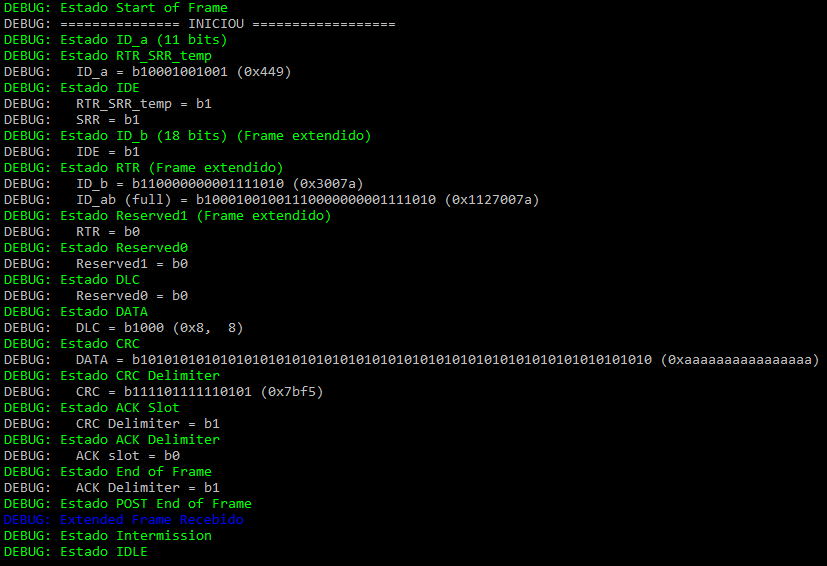 DEBUG: Estado Start of Frame
DEBUG: =============== INICIOU ==================
DEBUG: Estado ID_a (11 bits)
DEBUG: Estado RTR_SRR_temp
DEBUG:   ID_a = b10001001001 (0x449)
DEBUG: Estado IDE
DEBUG:   RTR_SRR_temp = b1
DEBUG:   SRR = b1
DEBUG: Estado ID_b (18 bits) (Frame extendido)
DEBUG:   IDE = b1
DEBUG: Estado RTR (Frame extendido)
DEBUG:   ID_b = b110000000001111010 (0x3007a)
DEBUG:   ID_ab (full) = b10001001001110000000001111010 (0x1127007a)
DEBUG: Estado Reserved1 (Frame extendido)
DEBUG:   RTR = b0
DEBUG: Estado Reserved0
DEBUG:   Reserved1 = b0
DEBUG: Estado DLC
DEBUG:   Reserved0 = b0
DEBUG: Estado DATA
DEBUG:   DLC = b1000 (0x8,  8)
DEBUG: Estado CRC
DEBUG:   DATA = b1010101010101010101010101010101010101010101010101010101010101010 (0xaaaaaaaaaaaaaaaa)
DEBUG: Estado CRC Delimiter
DEBUG:   CRC = b111101111110101 (0x7bf5)
DEBUG: Estado ACK Slot
DEBUG:   CRC Delimiter = b1
DEBUG: Estado ACK Delimiter
DEBUG:   ACK slot = b0
DEBUG: Estado End of Frame
DEBUG:   ACK Delimiter = b1
DEBUG: Estado POST End of Frame
DEBUG: Extended Frame Recebido
DEBUG: Estado Intermission
DEBUG: Estado IDLE